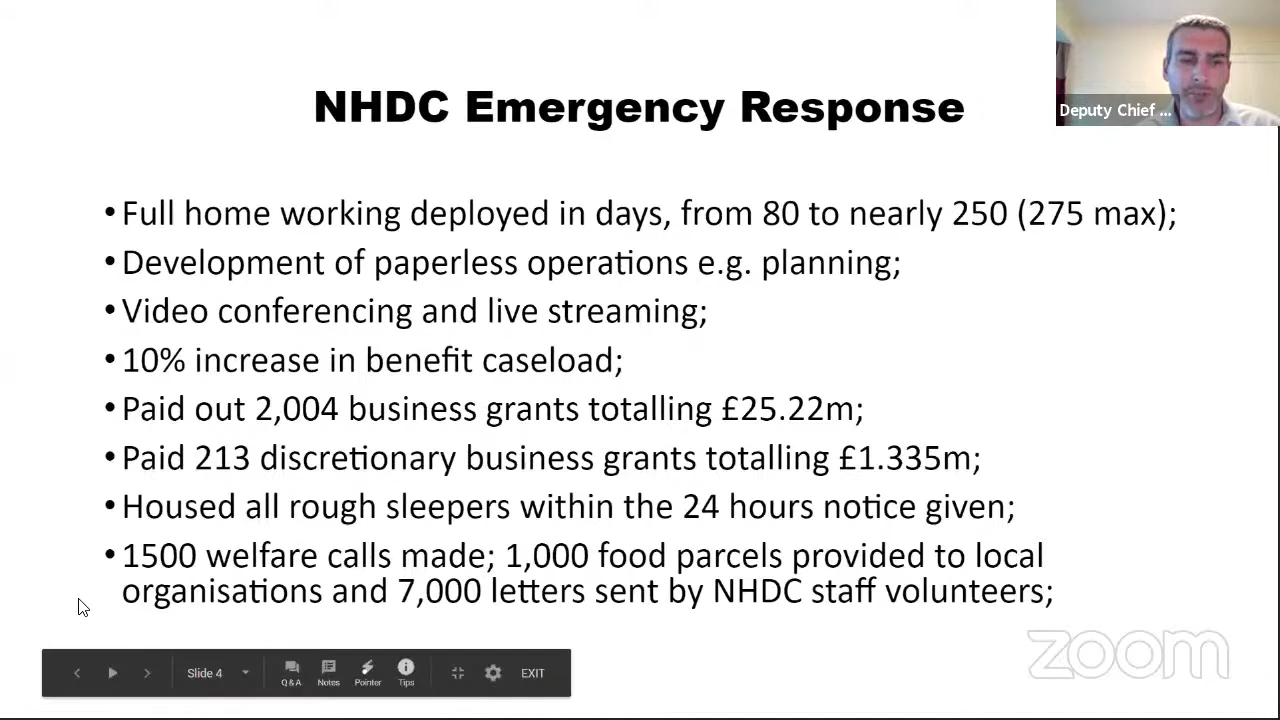 Deputy Chief ...
NHDC Emergency Response
• Full home working deployed in days, from 80 to nearly 250 (275 max);
• Development of paperless operations e.g. planning;
• Video conferencing and live streaming;
• 10% increase in benefit caseload;
• Paid out 2,004 business grants totalling £25.22m;
• Paid 213 discretionary business grants totalling £1.335m;
• Housed all rough sleepers within the 24 hours notice given;
• 1500 welfare calls made; 1,000 food parcels provided to local
organisations and 7,000 letters sent by NHDC staff volunteers;
zoom
Slide 4
Q&A Notes Pointer Tips EXIT